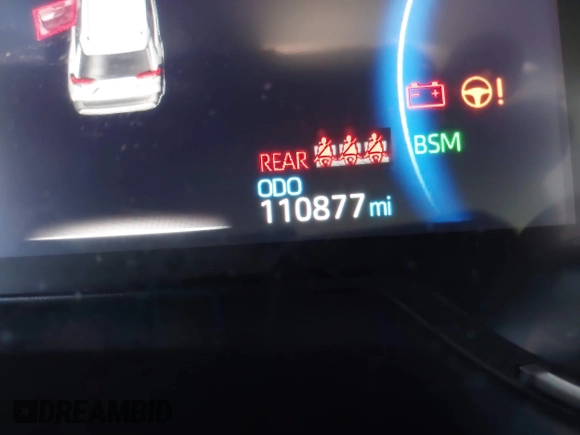 REAR
BSM
ODO
110877 mi
DREAMBID